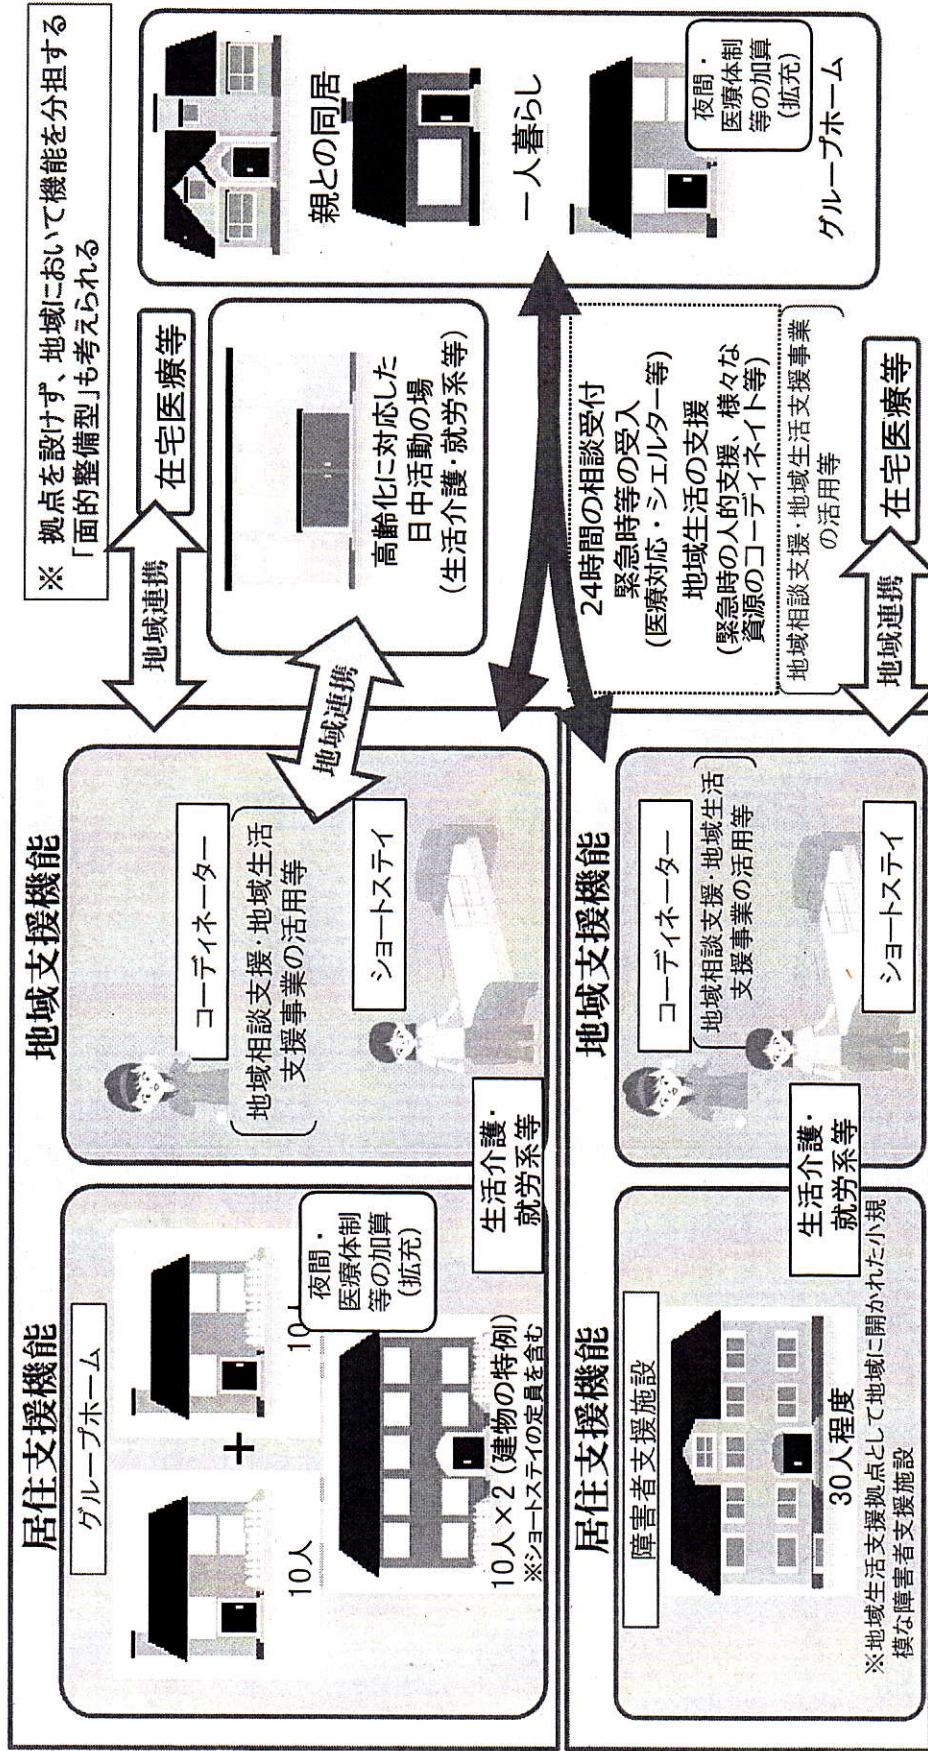 ※ 拠点を設けず、地域において機能を分担する
「面的整備型」も考えられる
居住支援機能
グループホーム
10人
+
10人
夜間・
医療体制
等の加算
(拡充)
10人×2 (建物の特例)
※ショートステイの定員を含む
生活介護・
就労系等
地域支援機能
コーディネーター
地域相談支援・地域生活
支援事業の活用等
ショートステイ
地域連携
在宅医療等
地域連携
高齢化に対応した
日中活動の場
(生活介護・就労系等)
親との同居
一人暮らし
グループホーム
夜間・
医療体制
等の加算
(拡充)
24時間の相談受付
緊急時等の受入
(医療対応・シェルター等)
地域生活の支援
(緊急時の人的支援、様々な
資源のコーディネイト等)
地域相談支援・地域生活支援事業
の活用等
居住支援機能
障害者支援施設
30人程度
※地域生活支援拠点として地域に開かれた小規
模な障害者支援施設
生活介護・
就労系等
地域支援機能
コーディネーター
地域相談支援・地域生活
支援事業の活用等
ショートステイ
地域連携
在宅医療等